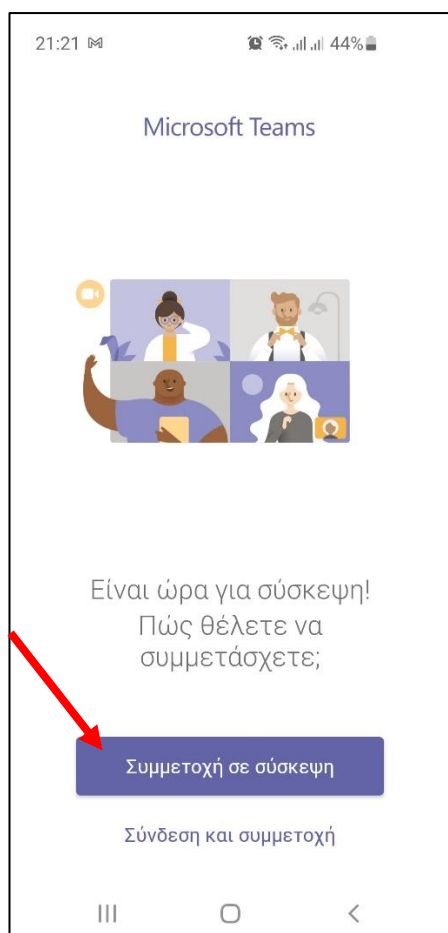 21:21 44%
Microsoft Teams
Είναι ώρα για σύσκεψη!
Πώς θέλετε να
συμμετάσχετε;
Συμμετοχή σε σύσκεψη
Σύνδεση και συμμετοχή